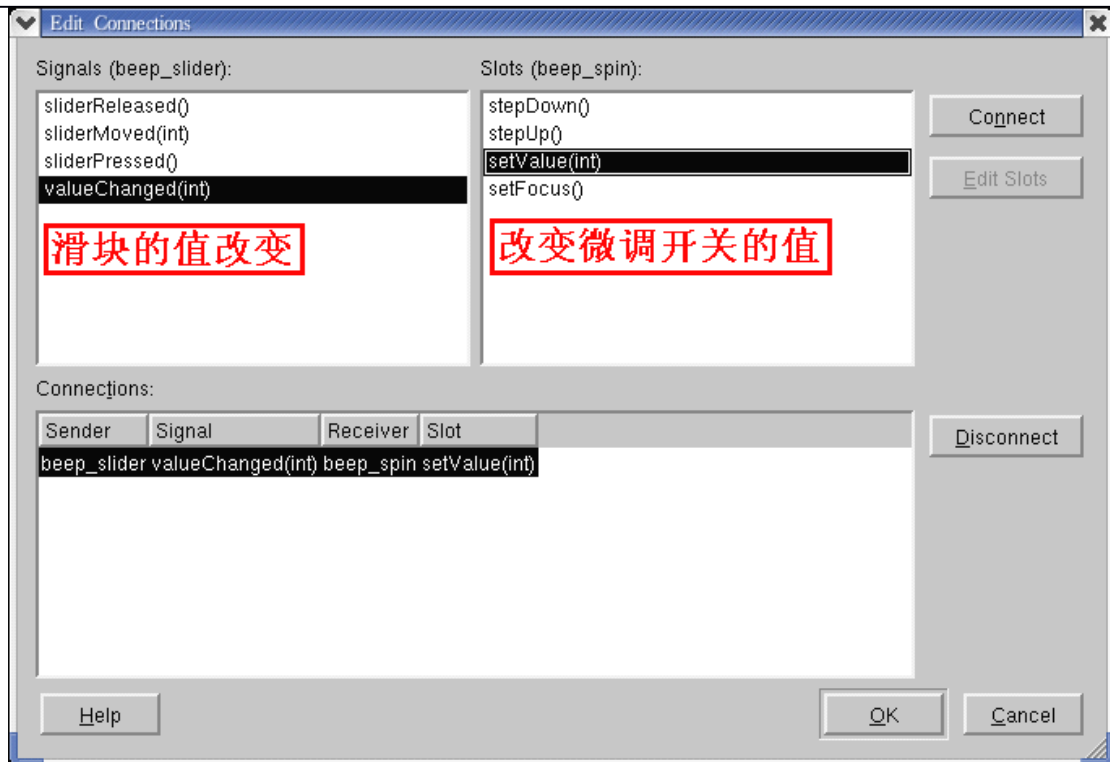 Edit Connections
Signals (beep_slider):
Slots (beep_spin):
sliderReleased()
sliderMoved(int)
sliderPressed()
valueChanged(int)
滑块的值改变
stepDown()
stepUp()
setValue(int)
setFocus()
改变微调开关的值
Connect
Edit Slots
Connections:
Sender Signal Receiver Slot
beep_slider valueChanged(int) beep_spin setValue(int)
Disconnect
Help
OK
Cancel